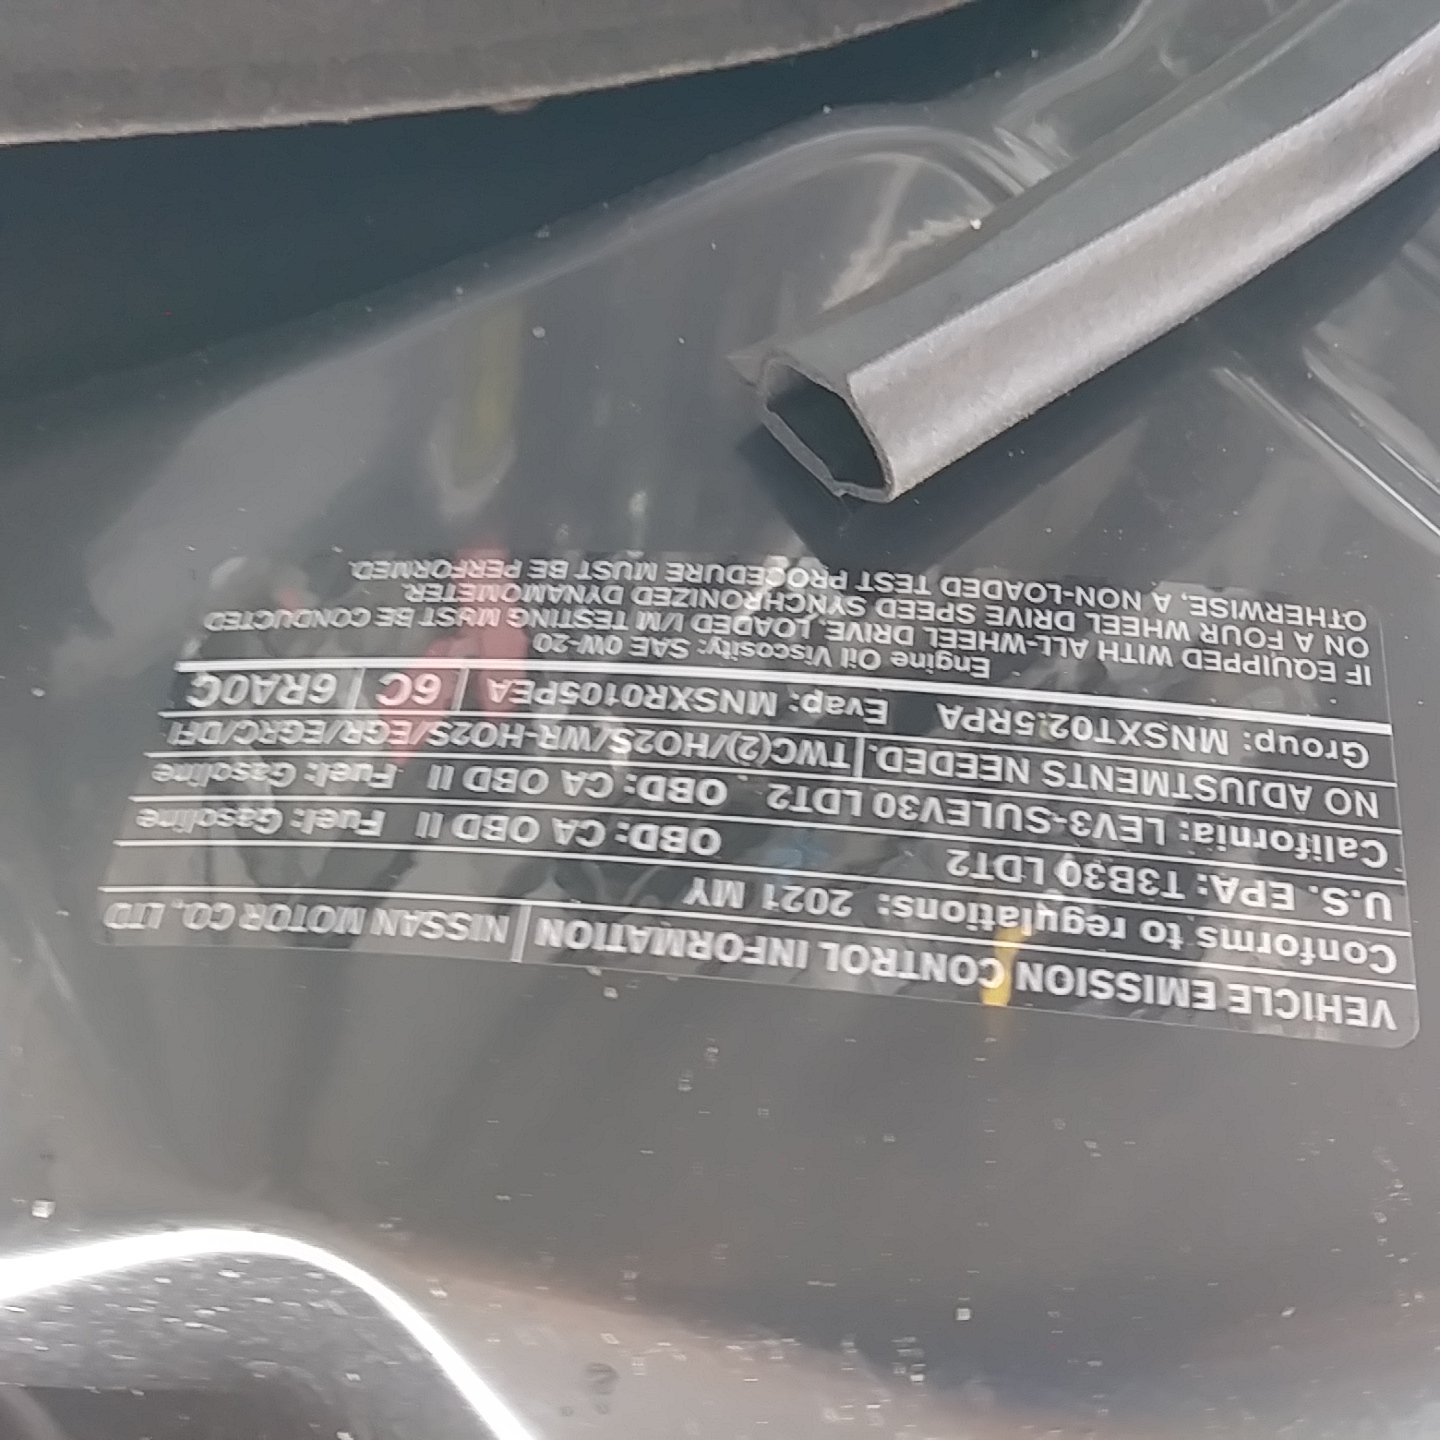 VEHICLE EMISSION CONTROL INFORMATION NISSAN MOTOR CO., LTD
Conforms to regulations: 2021 MY
U.S. EPA: T3B30 LDT2 OBD: CA OBD II Fuel: Gasoline
California: LEV3-SULEV30 LDT2 OBD: CA OBD II Fuel: Gasoline
NO ADJUSTMENTS NEEDED. TWC(2)/HO2S/WR-HO2S/EGR/EGRC/DFI
Group: MNSXT02.5RPA Evap: MNSXR0105PEA 6C 6RA0C
Engine Oil Viscosity: SAE 0W-20
IF EQUIPPED WITH ALL-WHEEL DRIVE, LOADED I/M TESTING MUST BE CONDUCTED
ON A FOUR WHEEL DRIVE SPEED SYNCHRONIZED DYNAMOMETER.
OTHERWISE, A NON-LOADED TEST PROCEDURE MUST BE PERFORMED.